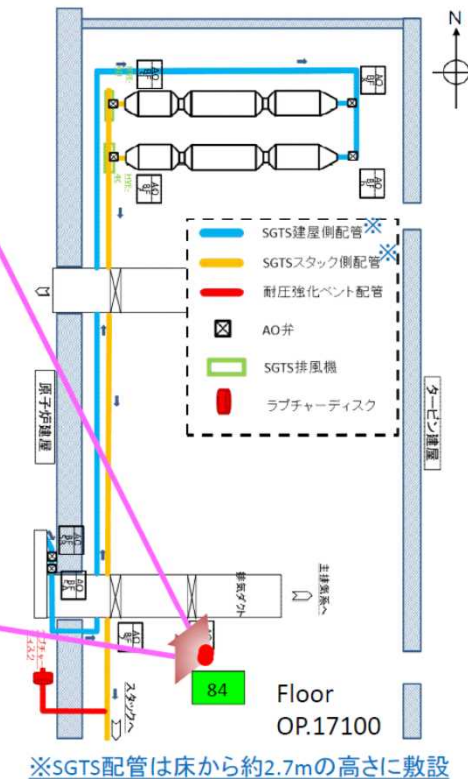 N
SGTS建屋側配管※
SGTSスタック側配管※
耐圧強化ベント配管
AO弁
SGTS排風機
ラプチャーディスク
原子炉建屋
タービン建屋
排気ダクト
主排気系へ
スタックへ
84
Floor
OP.17100
※SGTS配管は床から約2.7mの高さに敷設